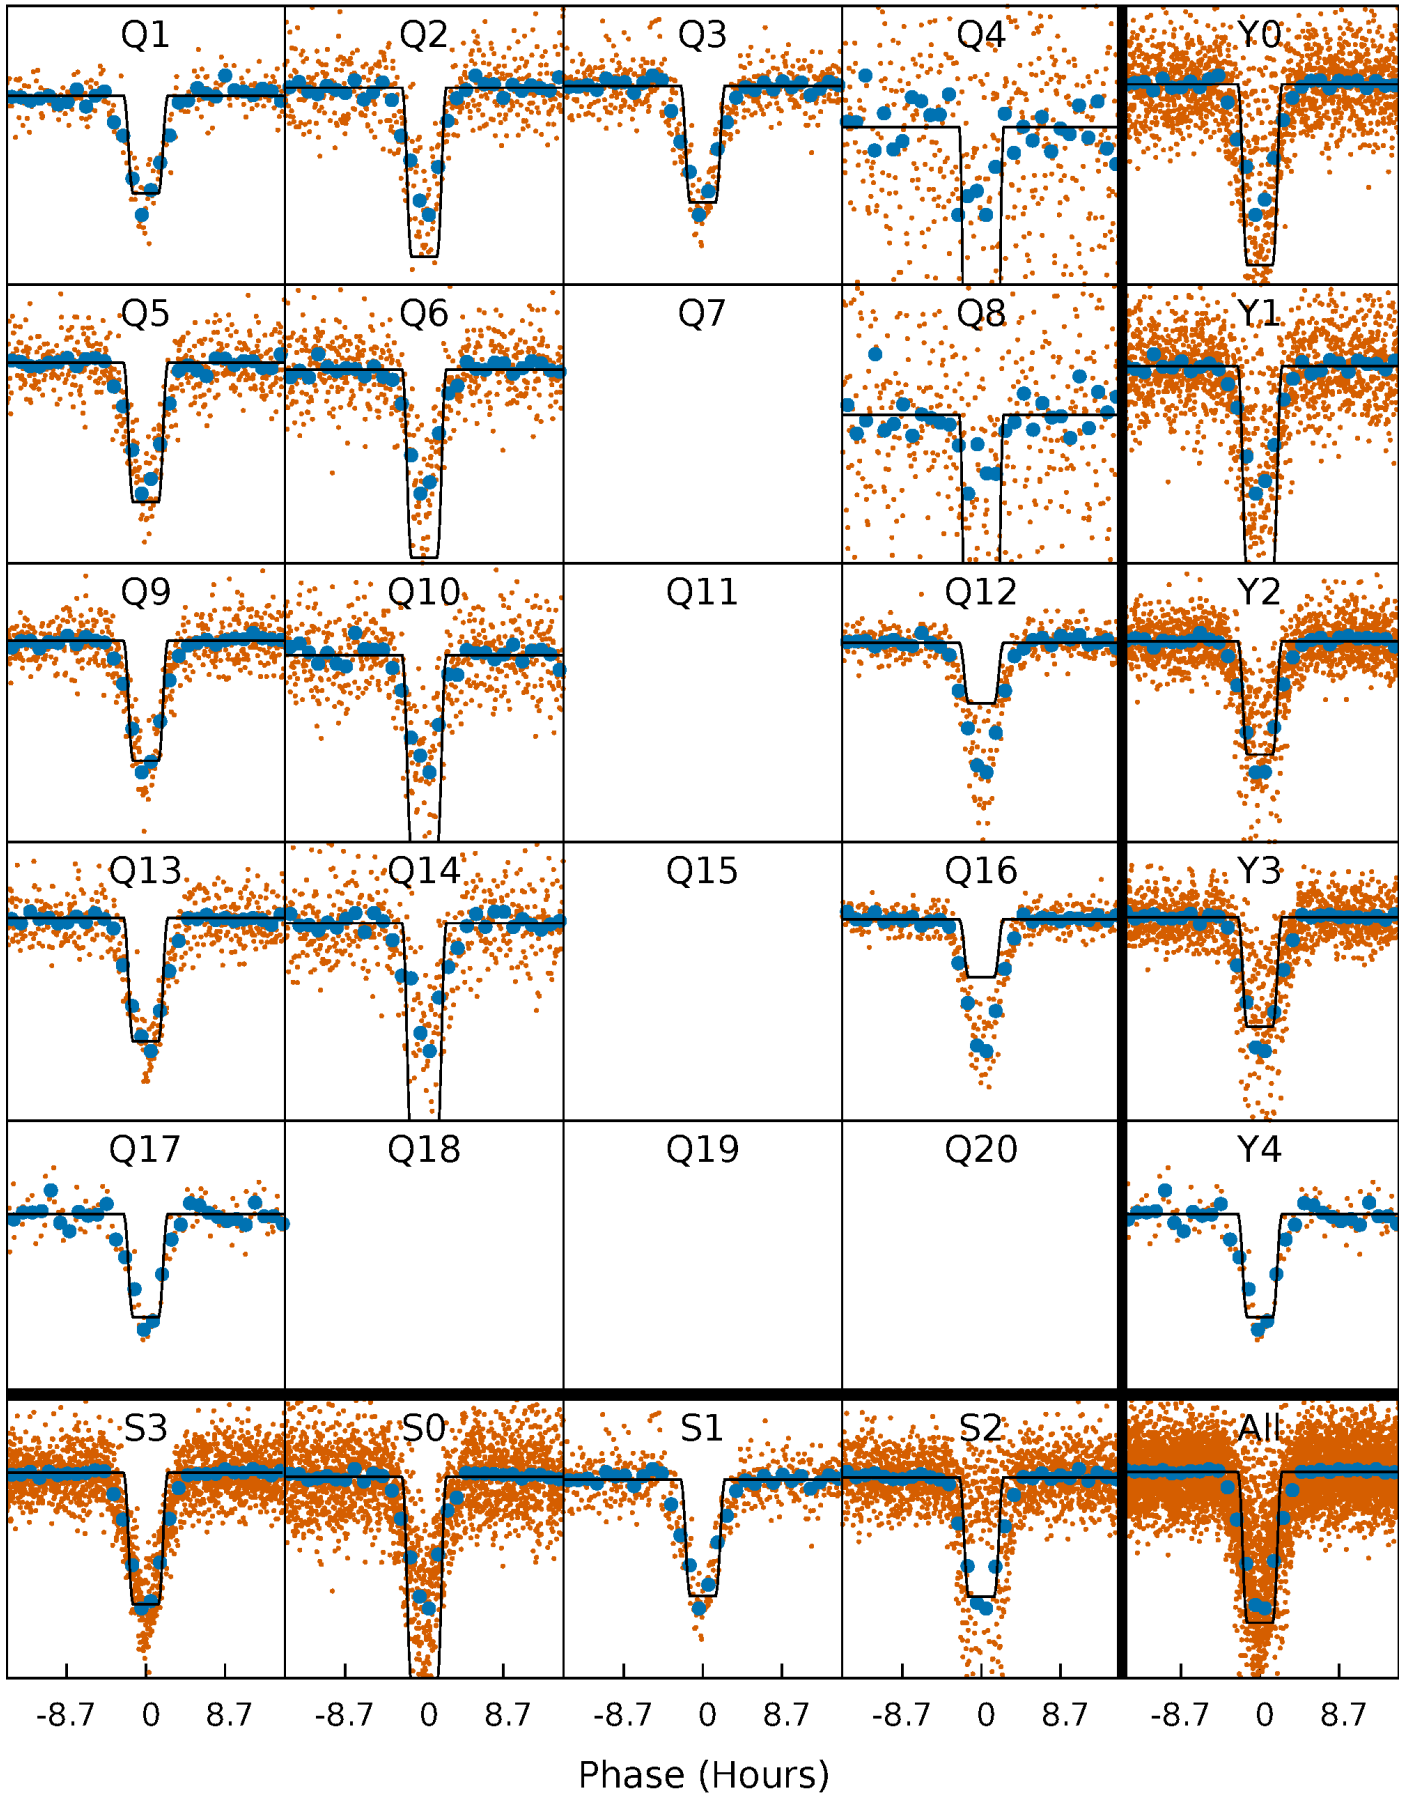 Q1 Q2 Q3 Q4 Y0
Q5 Q6 Q7 Q8 Y1
Q9 Q10 Q11 Q12 Y2
Q13 Q14 Q15 Q16 Y3
Q17 Q18 Q19 Q20 Y4
S3 S0 S1 S2 All
-8.7 0 8.7 -8.7 0 8.7 -8.7 0 8.7 -8.7 0 8.7 -8.7 0 8.7
Phase (Hours)